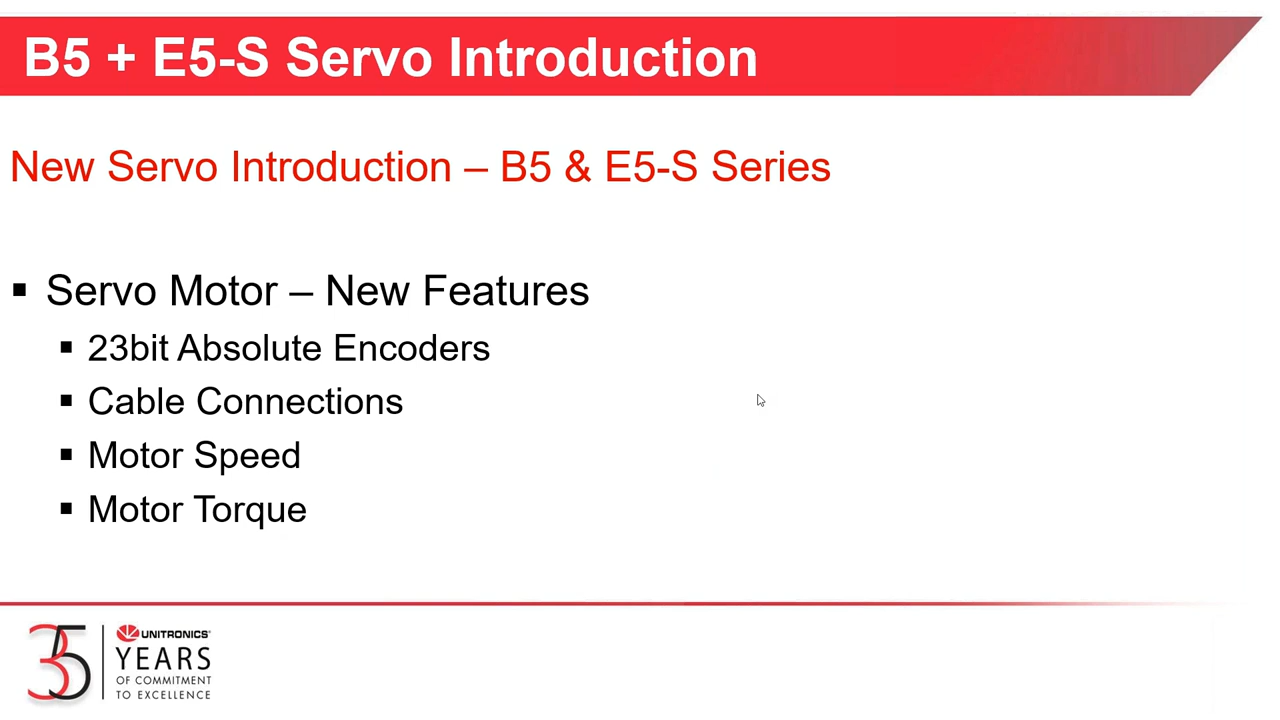 B5 + E5-S Servo Introduction
New Servo Introduction – B5 & E5-S Series
▪ Servo Motor – New Features
▪ 23bit Absolute Encoders
▪ Cable Connections
▪ Motor Speed
▪ Motor Torque
35
UNITRONICS
YEARS
OF COMMITMENT
TO EXCELLENCE